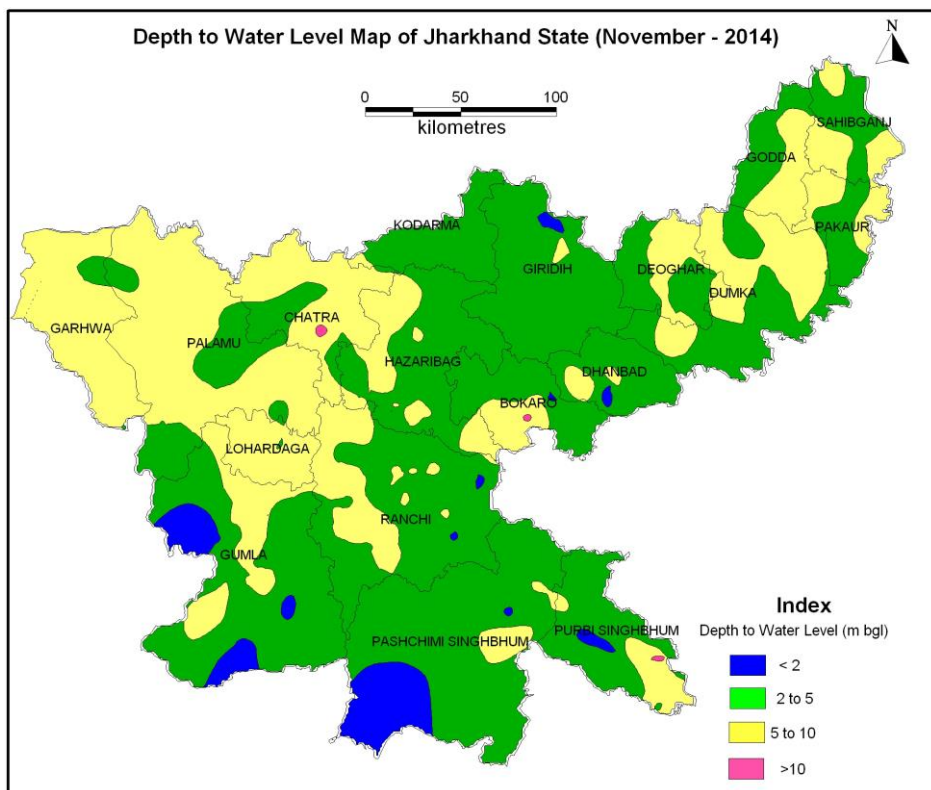 Depth to Water Level Map of Jharkhand State (November - 2014)
N
0 50 100
kilometres
SAHIBGANJ
GODDA
KODARMA
PAKAUR
GIRIDIH
DEOGHAR
DUMKA
GARHWA
CHATRA
PALAMU
HAZARIBAG
DHANBAD
BOKARO
LOHARDAGA
RANCHI
GUMLA
PASHCHIMI SINGHBHUM
PURBI SINGHBHUM
Index
Depth to Water Level (m bgl)
< 2
2 to 5
5 to 10
>10